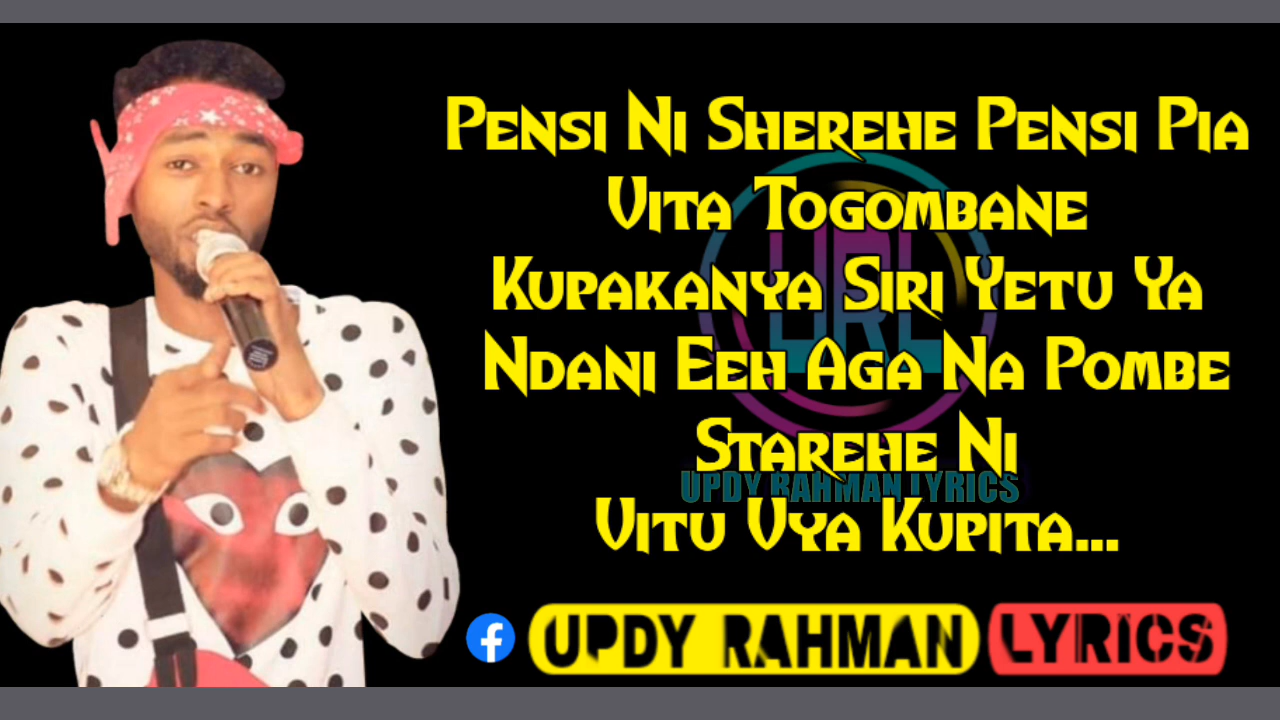 Pensi Ni Sherehe Pensi Pia
Vita Togombane
Kupakanya Siri Yetu Ya
Ndani Eeh Aga Na Pombe
Starehe Ni
Vitu Vya Kupita...
URL
UPDY RAHMAN LYRICS
f UPDY RAHMAN LYRICS